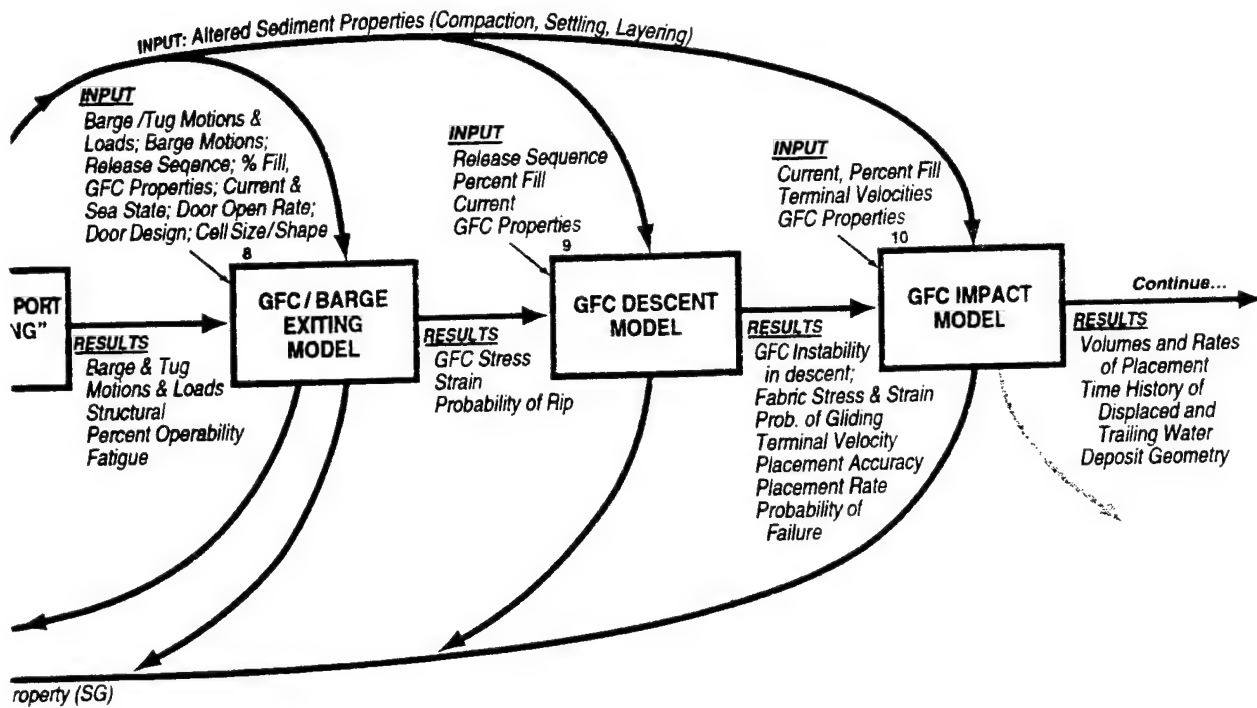 INPUT: Altered Sediment Properties (Compaction, Settling, Layering)
INPUT
Barge /Tug Motions &
Loads; Barge Motions;
Release Seqence; % Fill,
GFC Properties; Current &
Sea State; Door Open Rate;
Door Design; Cell Size/Shape
8
INPUT
Release Sequence
Percent Fill
Current
GFC Properties
9
INPUT
Current, Percent Fill
Terminal Velocities
GFC Properties
10
PORT
NG"
RESULTS
Barge & Tug
Motions & Loads
Structural
Percent Operability
Fatigue
GFC / BARGE
EXITING
MODEL
RESULTS
GFC Stress
Strain
Probability of Rip
GFC DESCENT
MODEL
RESULTS
GFC Instability
in descent;
Fabric Stress & Strain
Prob. of Gliding
Terminal Velocity
Placement Accuracy
Placement Rate
Probability of
Failure
GFC IMPACT
MODEL
Continue...
RESULTS
Volumes and Rates
of Placement
Time History of
Displaced and
Trailing Water
Deposit Geometry
roperty (SG)